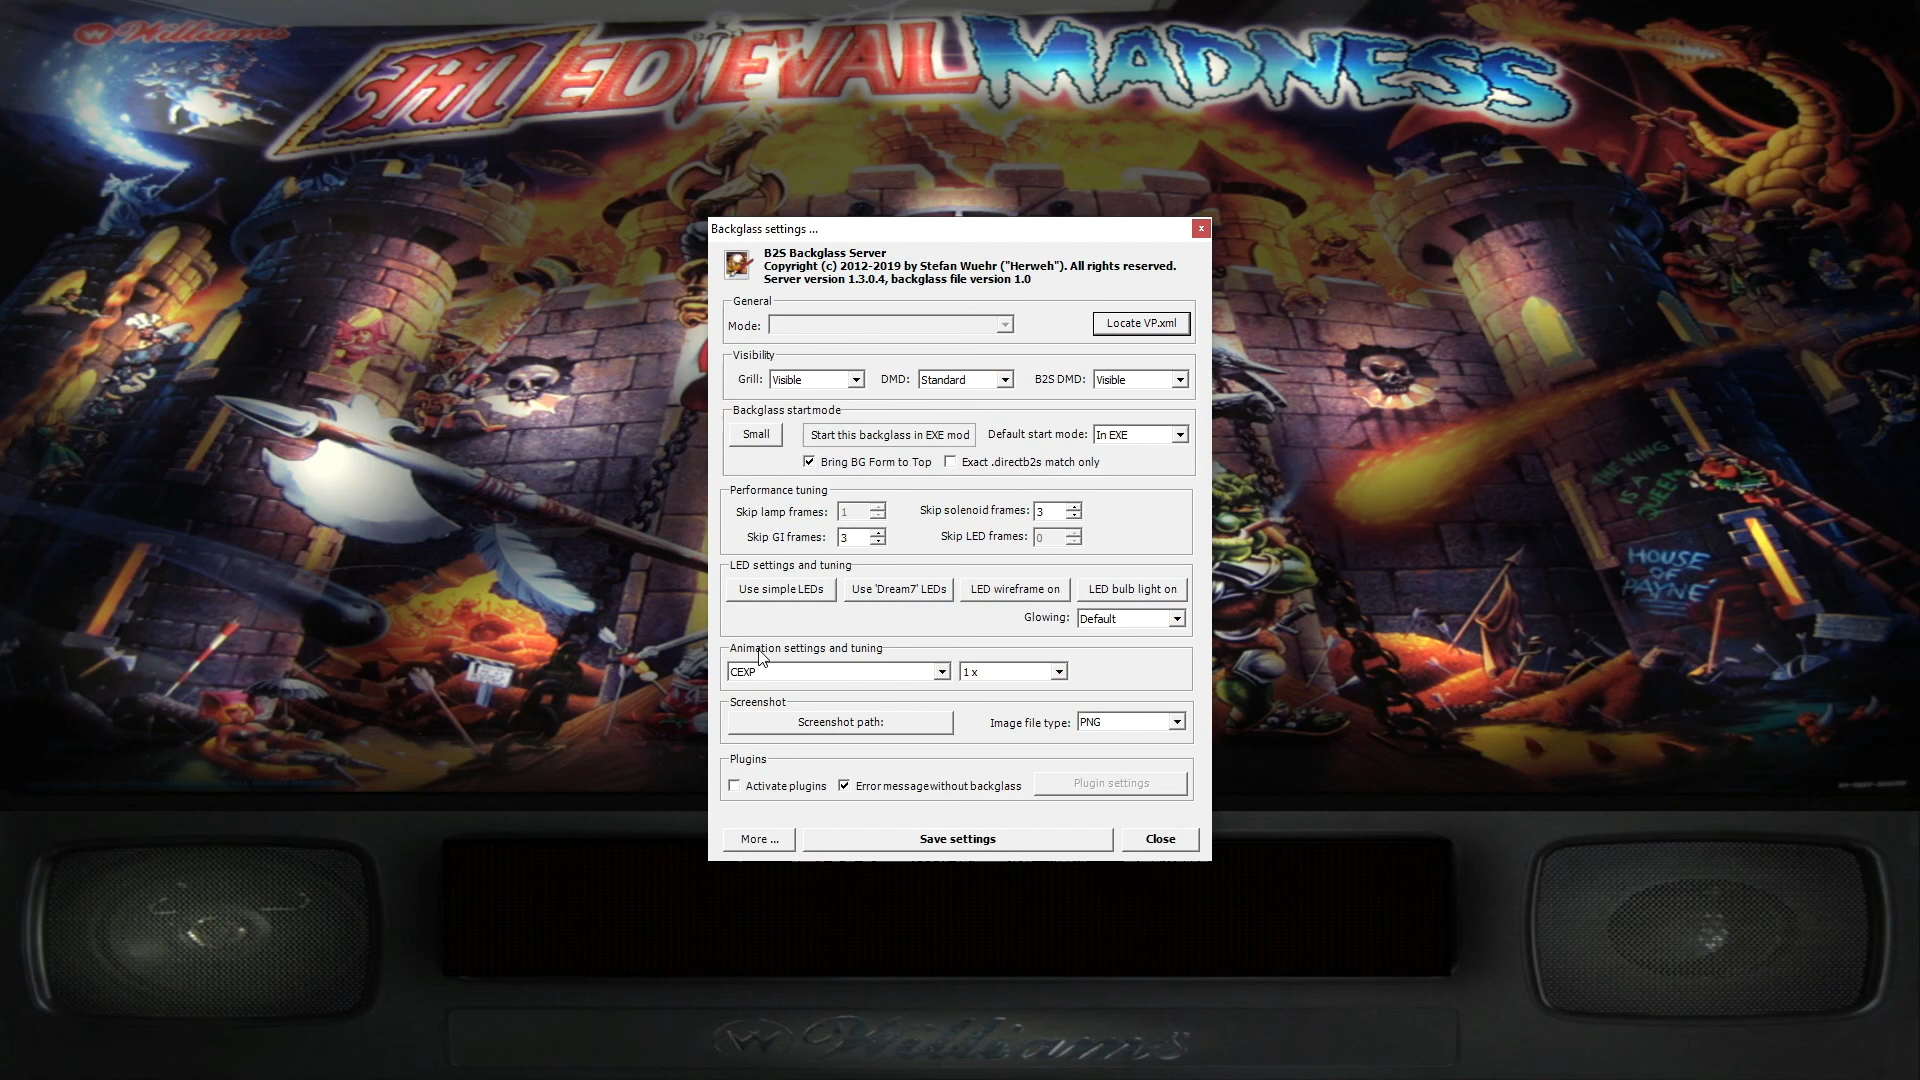 Williams
MEDIEVAL MADNESS
Backglass settings ...
x
B2S Backglass Server
Copyright (c) 2012-2019 by Stefan Wuehr ("Herweh"). All rights reserved.
Server version 1.3.0.4, backglass file version 1.0
General
Mode:
Locate VP.xml
Visibility
Grill: Visible DMD: Standard B2S DMD: Visible
Backglass startmode
Small Start this backglass in EXE mod Default start mode: In EXE
Bring BG Form to Top Exact .directb2s match only
Performance tuning
Skip lamp frames: 1 Skip solenoid frames: 3
Skip GI frames: 3 Skip LED frames: 0
LED settings and tuning
Use simple LEDs Use 'Dream7' LEDs LED wireframe on LED bulb light on
Glowing: Default
Animation settings and tuning
CEXP 1 x
Screenshot
Screenshot path: Image file type: PNG
Plugins
Activate plugins Error message without backglass Plugin settings
More ... Save settings Close
THE KING
IS A
QUEEN
HOUSE
OF
PAYNE
Williams